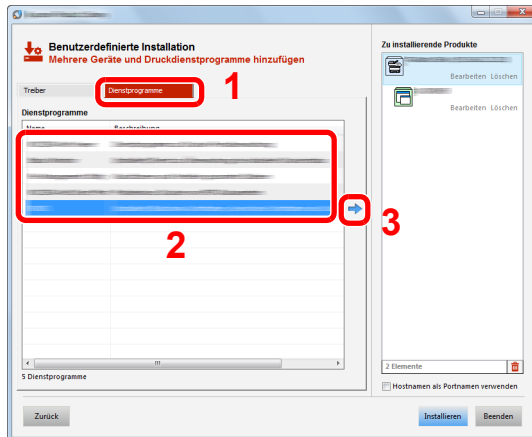 Benutzerdefinierte Installation
Mehrere Geräte und Druckdienstprogramme hinzufügen
Zu installierende Produkte
Bearbeiten Löschen
Bearbeiten Löschen
1
Treiber
Dienstprogramme
Dienstprogramme
Name Beschreibung
2
3
5 Dienstprogramme
2 Elemente
Hostnamen als Portnamen verwenden
Zurück
Installieren
Beenden